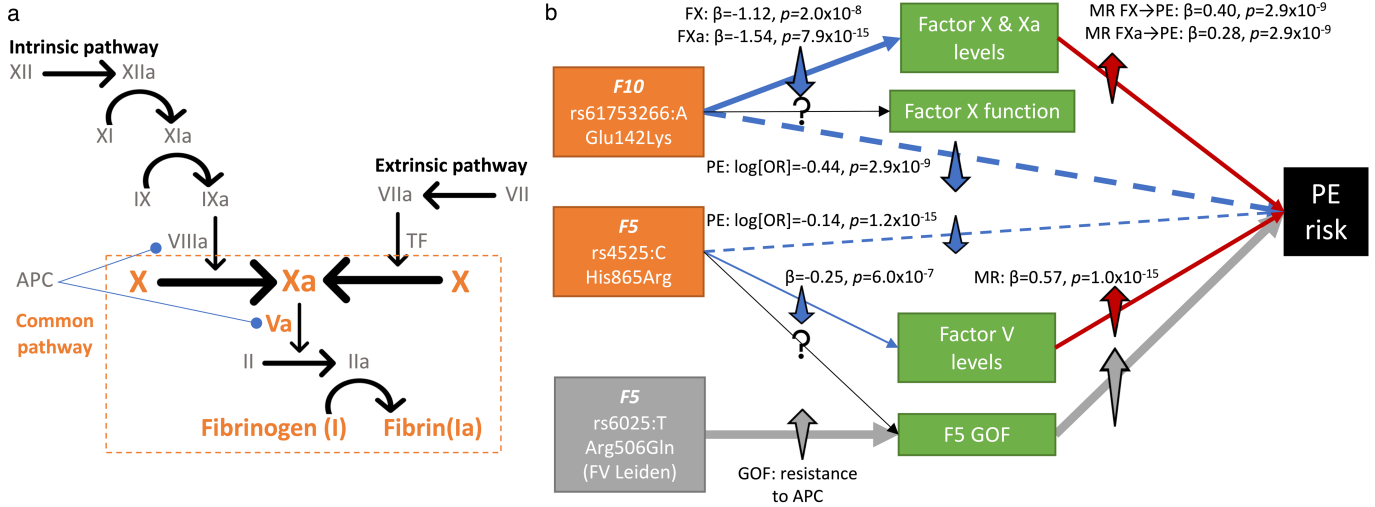 a
Intrinsic pathway
XII XIIa
XI XIa
Extrinsic pathway
IX IXa VIIa VII
VIIIa TF
APC X Xa X
Common
pathway
Va
II IIa
Fibrinogen (I) Fibrin(Ia)
b
FX: β=-1.12, p=2.0x10-8
FXa: β=-1.54, p=7.9x10-15
Factor X & Xa
levels
MR FX→PE: β=0.40, p=2.9x10-9
MR FXa→PE: β=0.28, p=2.9x10-9
F10
rs61753266:A
Glu142Lys
?
Factor X function
PE: log[OR]=-0.44, p=2.9x10-9
PE
risk
F5
rs4525:C
His865Arg
PE: log[OR]=-0.14, p=1.2x10-15
β=-0.25, p=6.0x10-7
MR: β=0.57, p=1.0x10-15
?
Factor V
levels
F5
rs6025:T
Arg506Gln
(FV Leiden)
F5 GOF
GOF: resistance
to APC